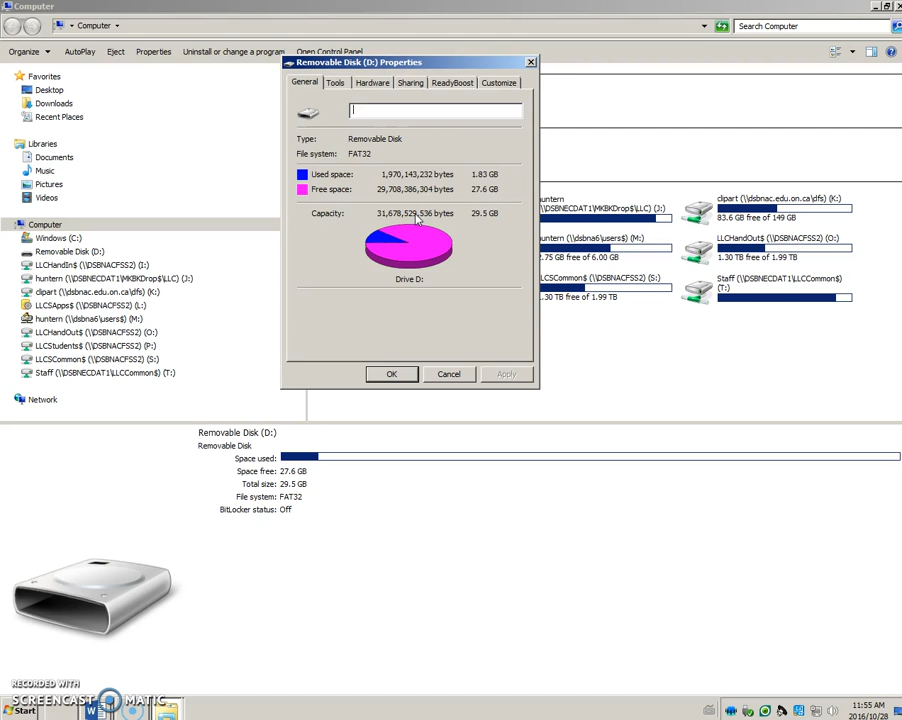 Computer
Computer
Search Computer
Organize AutoPlay Eject Properties Uninstall or change a program Open Control Panel
Favorites
Desktop
Downloads
Recent Places
Libraries
Documents
Music
Pictures
Videos
Computer
Windows (C:)
Removable Disk (D:)
LLCHandIn$ (\\DSBNACFSS2) (I:)
huntern (\\DSBNECDAT1\MKBKDrop$\LLC) (J:)
clipart (\\dsbnac.edu.on.ca\dfs) (K:)
LLCSApps$ (\\DSBNACFSS2) (L:)
huntern (\\dsbna6\users$) (M:)
LLCHandOut$ (\\DSBNACFSS2) (O:)
LLCStudents$ (\\DSBNACFSS2) (P:)
LLCSCommon$ (\\DSBNACFSS2) (S:)
Staff (\\DSBNECDAT1\LLCCommon$) (T:)
Network
Removable Disk (D:) Properties
General Tools Hardware Sharing ReadyBoost Customize
Type: Removable Disk
File system: FAT32
Used space: 1,970,143,232 bytes 1.83 GB
Free space: 29,708,386,304 bytes 27.6 GB
Capacity: 31,678,529,536 bytes 29.5 GB
Drive D:
OK Cancel Apply
huntern
(\\DSBNECDAT1\MKBKDrop$\LLC) (J:)
clipart (\\dsbnac.edu.on.ca\dfs) (K:)
83.6 GB free of 149 GB
huntern (\\dsbna6\users$) (M:)
2.75 GB free of 6.00 GB
LLCHandOut$ (\\DSBNACFSS2) (O:)
1.30 TB free of 1.99 TB
LLCSCommon$ (\\DSBNACFSS2) (S:)
1.30 TB free of 1.99 TB
Staff (\\DSBNECDAT1\LLCCommon$)
(T:)
Removable Disk (D:)
Removable Disk
Space used:
Space free: 27.6 GB
Total size: 29.5 GB
File system: FAT32
BitLocker status: Off
RECORDED WITH
SCREENCAST MATIC
Start
11:55 AM
2016/10/28